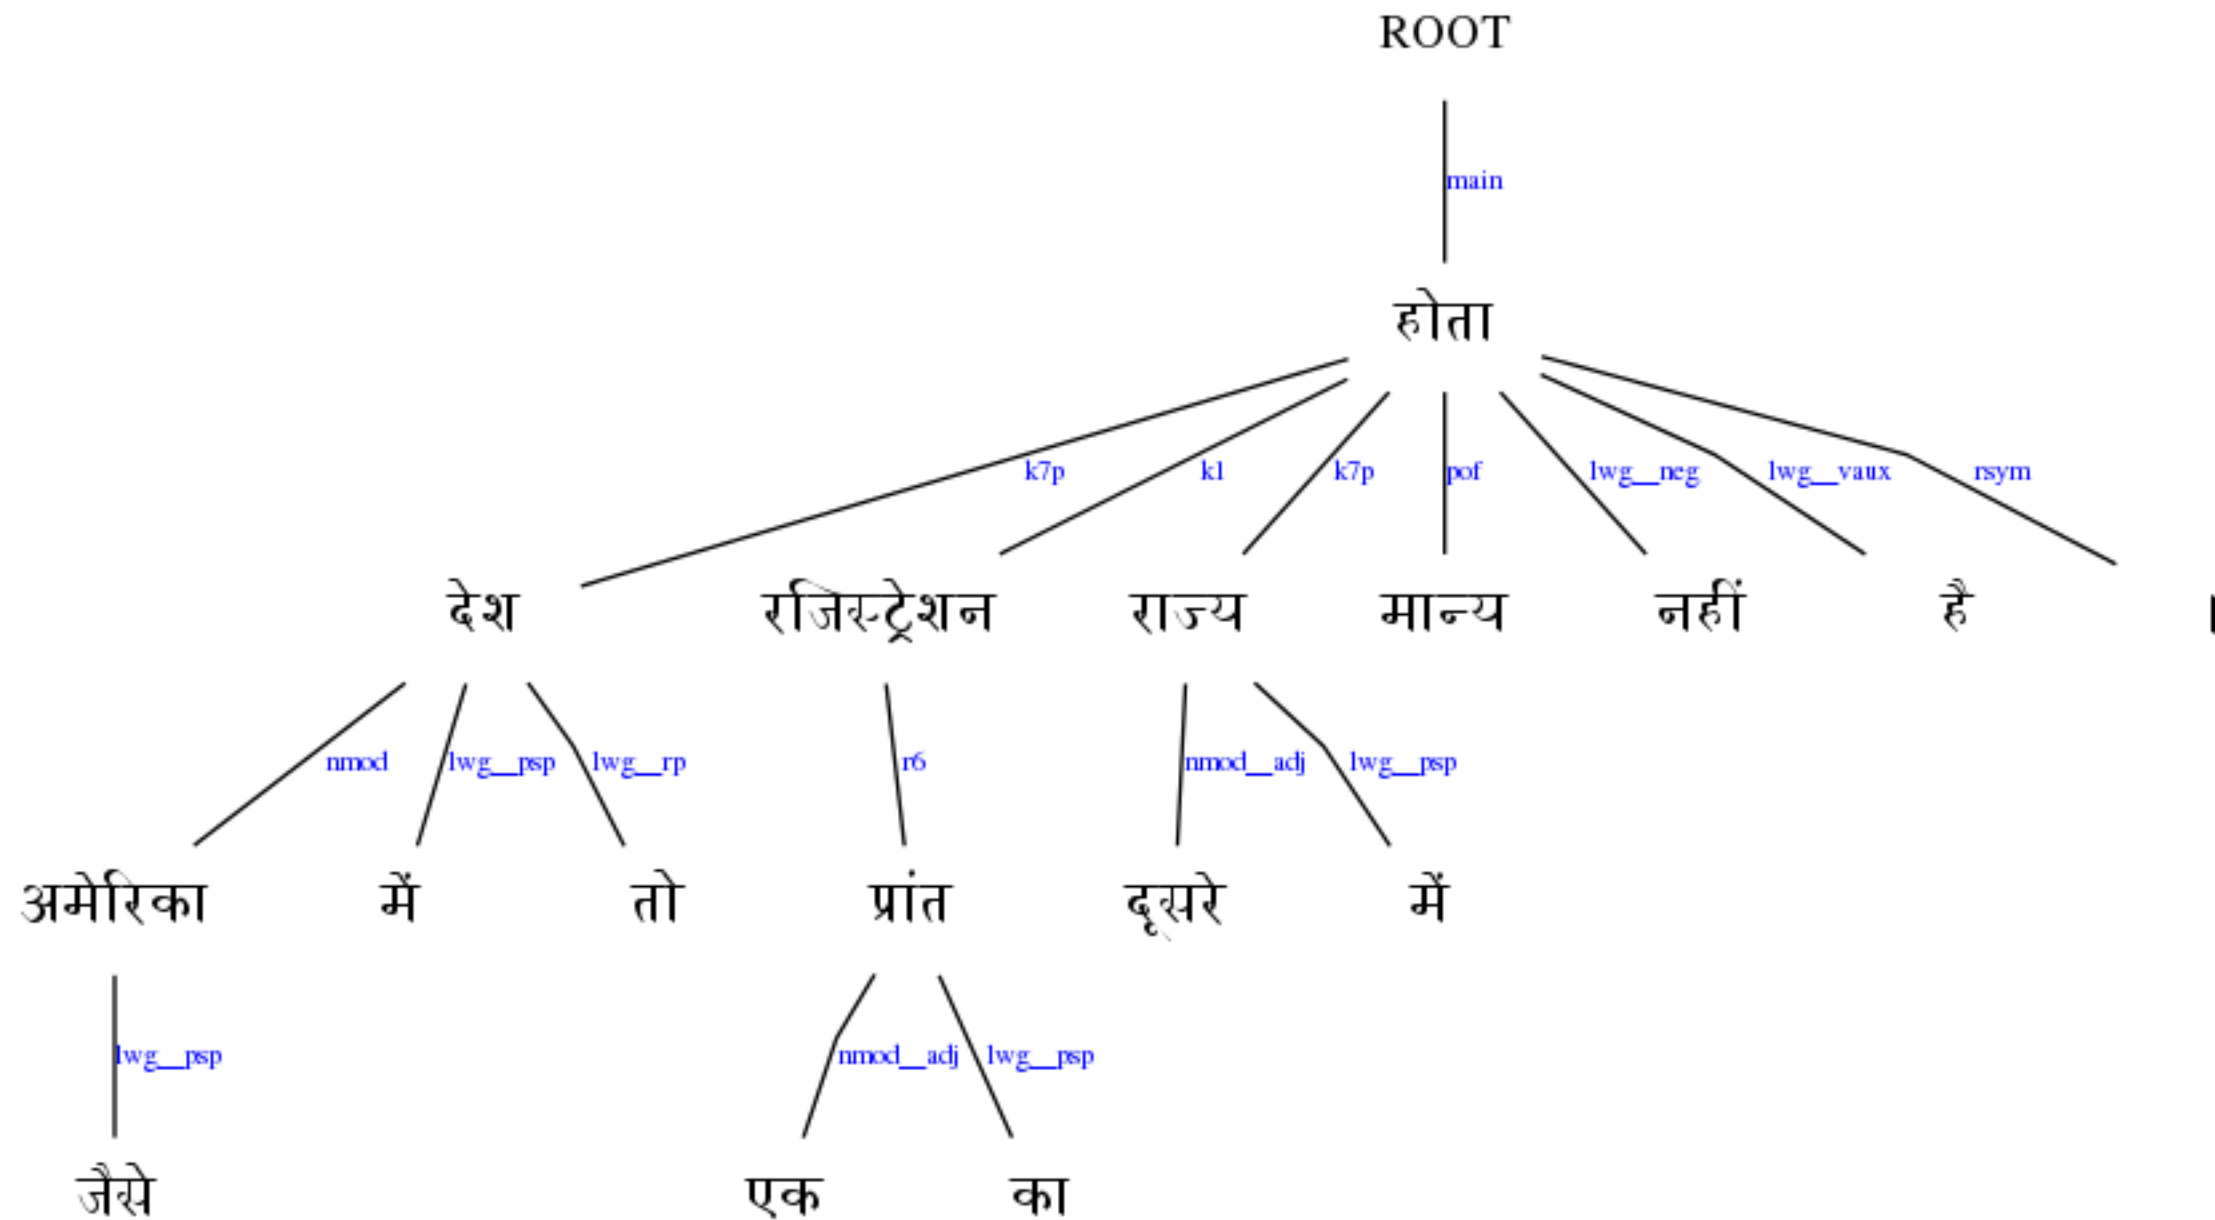 ROOT
main
होता
k7p k1 k7p pof lwg__neg lwg__vaux rsym
देश रजिस्ट्रेशन राज्य मान्य नहीं है ।
nmod lwg__psp lwg__rp r6 nmod__adj lwg__psp
अमेरिका में तो प्रांत दूसरे में
lwg__psp nmod__adj lwg__psp
जैसे एक का